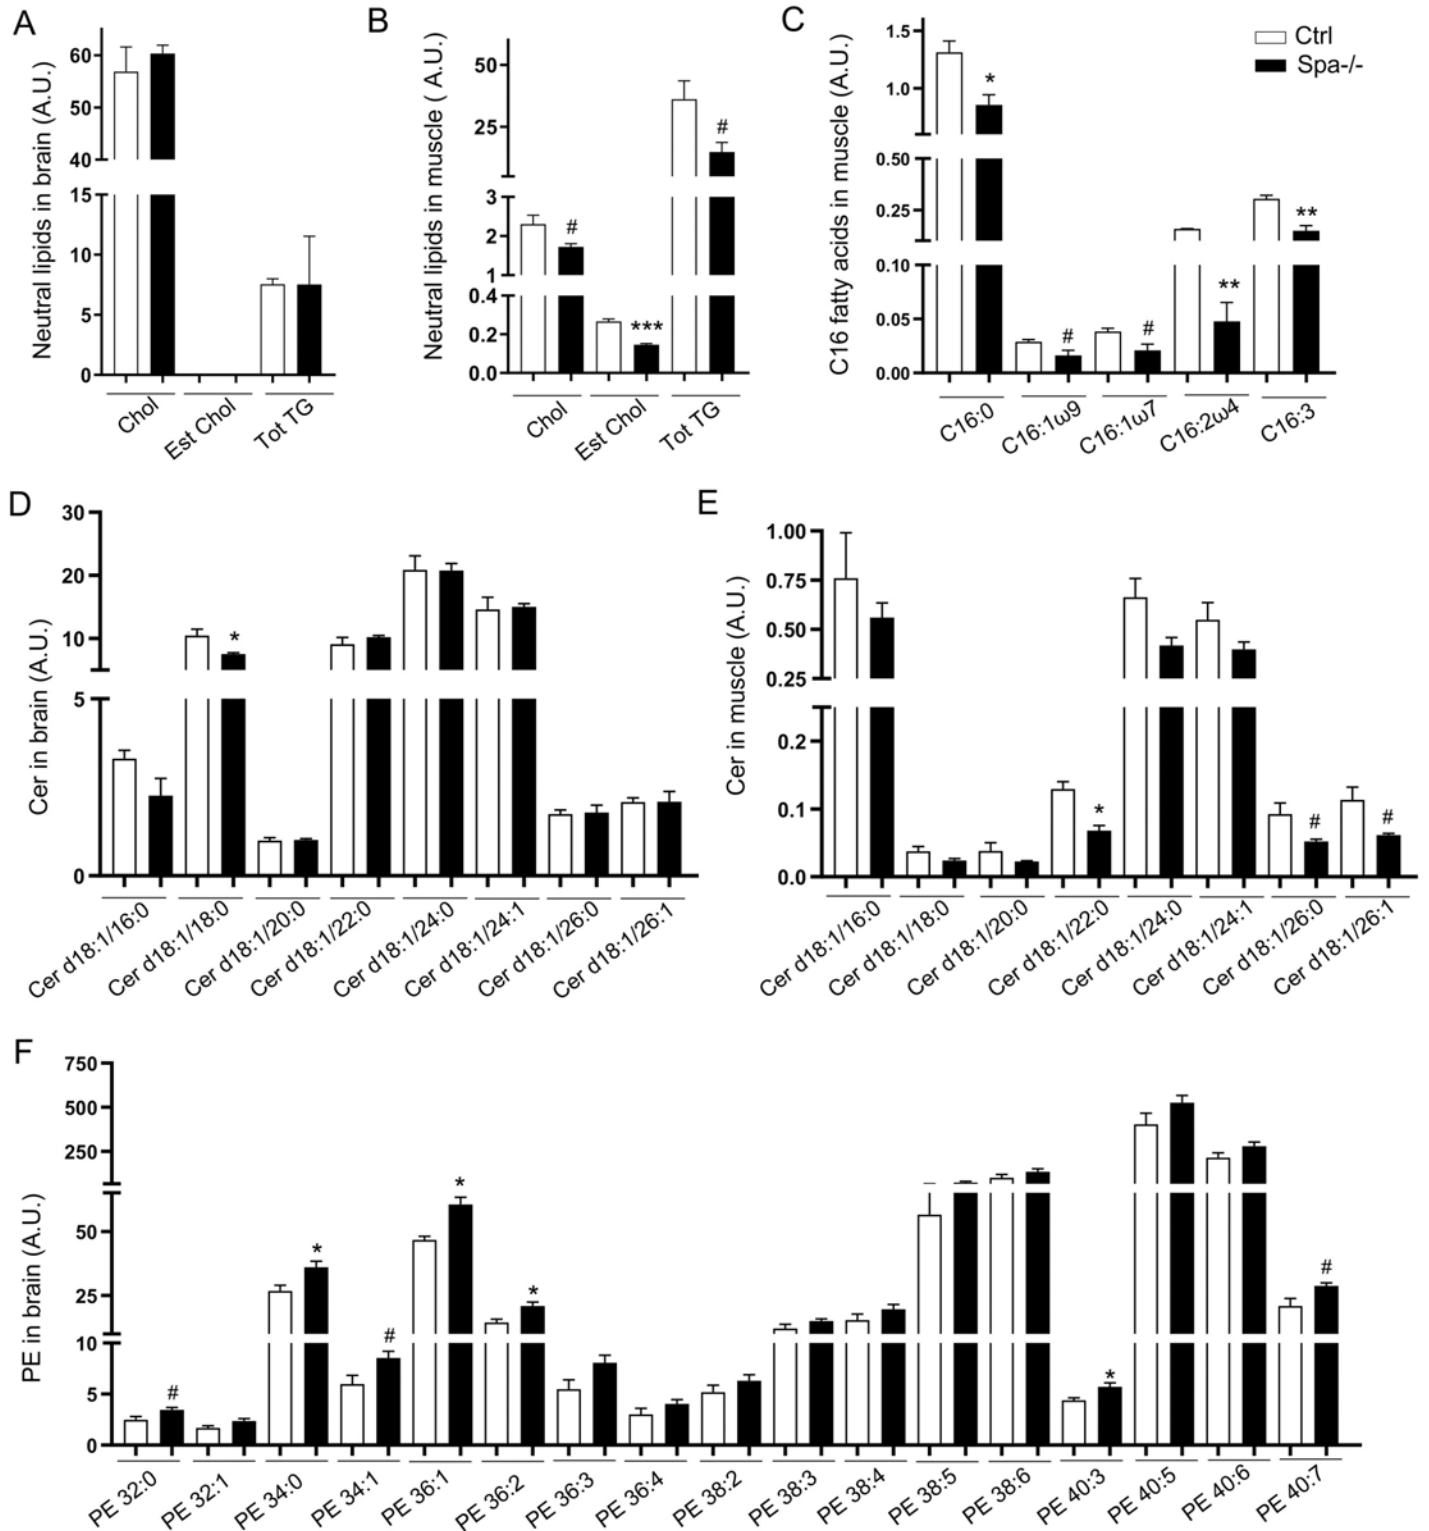 A
Neutral lipids in brain (A.U.)
60
50
40
15
10
5
0
Chol
Est Chol
Tot TG
B
Neutral lipids in muscle ( A.U.)
50
25
3
2
1
0.4
0.2
0.0
#
***
#
Chol
Est Chol
Tot TG
C
C16 fatty acids in muscle (A.U.)
1.5
1.0
0.50
0.25
0.10
0.05
0.00
*
#
#
**
**
C16:0
C16:1ω9
C16:1ω7
C16:2ω4
C16:3
Ctrl
Spa-/-
D
Cer in brain (A.U.)
30
20
10
5
0
*
Cer d18:1/16:0
Cer d18:1/18:0
Cer d18:1/20:0
Cer d18:1/22:0
Cer d18:1/24:0
Cer d18:1/24:1
Cer d18:1/26:0
Cer d18:1/26:1
E
Cer in muscle (A.U.)
1.00
0.75
0.50
0.25
0.2
0.1
0.0
*
#
#
Cer d18:1/16:0
Cer d18:1/18:0
Cer d18:1/20:0
Cer d18:1/22:0
Cer d18:1/24:0
Cer d18:1/24:1
Cer d18:1/26:0
Cer d18:1/26:1
F
PE in brain (A.U.)
750
500
250
50
25
10
5
0
#
*
#
*
*
*
#
PE 32:0
PE 32:1
PE 34:0
PE 34:1
PE 36:1
PE 36:2
PE 36:3
PE 36:4
PE 38:2
PE 38:3
PE 38:4
PE 38:5
PE 38:6
PE 40:3
PE 40:5
PE 40:6
PE 40:7